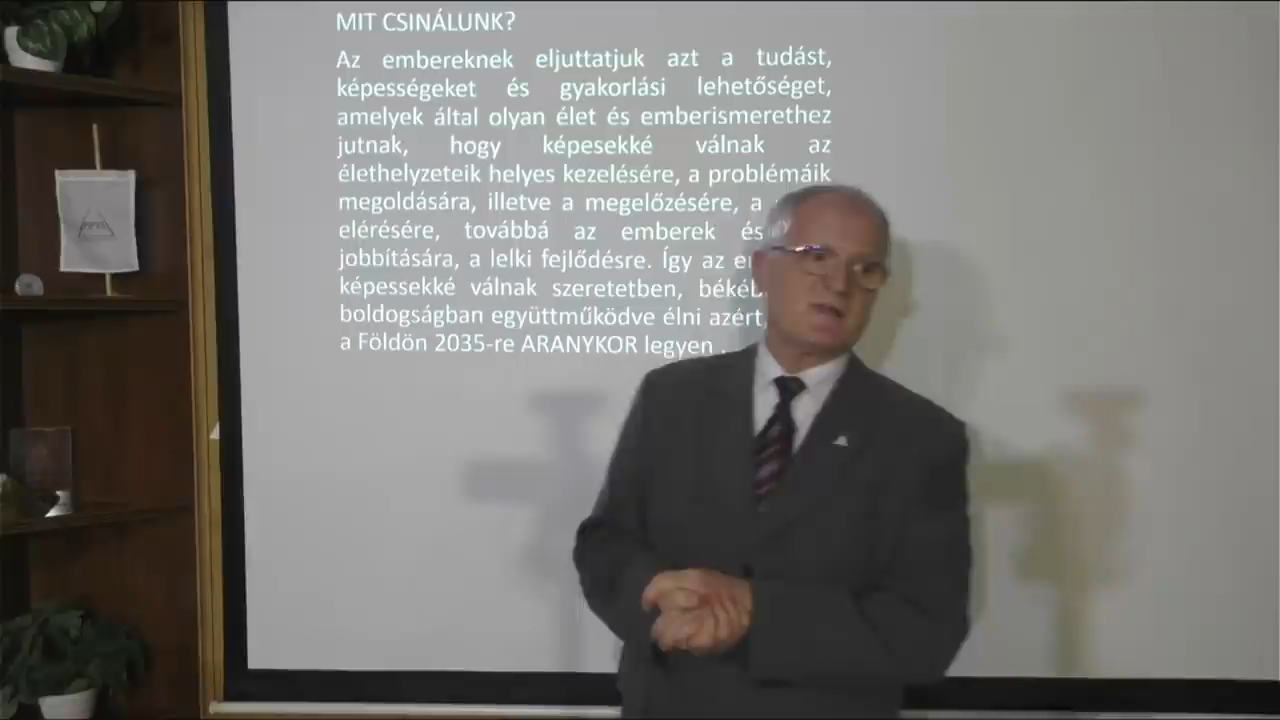 MIT CSINÁLUNK?
Az embereknek eljuttatjuk azt a tudást,
képességeket és gyakorlási lehetőséget,
amelyek által olyan élet és emberismerethez
jutnak, hogy képesekké válnak az
élethelyzeteik helyes kezelésére, a problémáik
megoldására, illetve a megelőzésére, a
elérésére, továbbá az emberek és
jobbítására, a lelki fejlődésre. Így az
képessekké válnak szeretetben,
boldogságban együttműködve élni azért,
a Földön 2035-re ARANYKOR legyen .